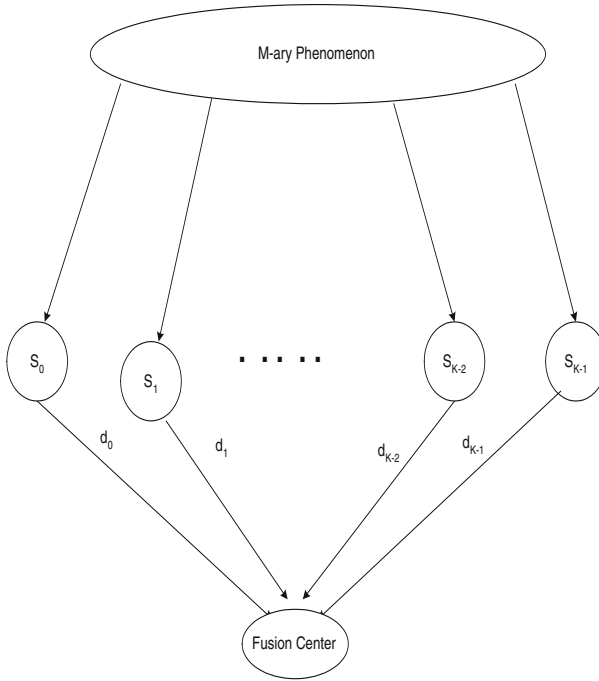 M-ary Phenomenon
S0
S1
. ... ..
SK-2
SK-1
d0
d1
dK-2
dK-1
Fusion Center